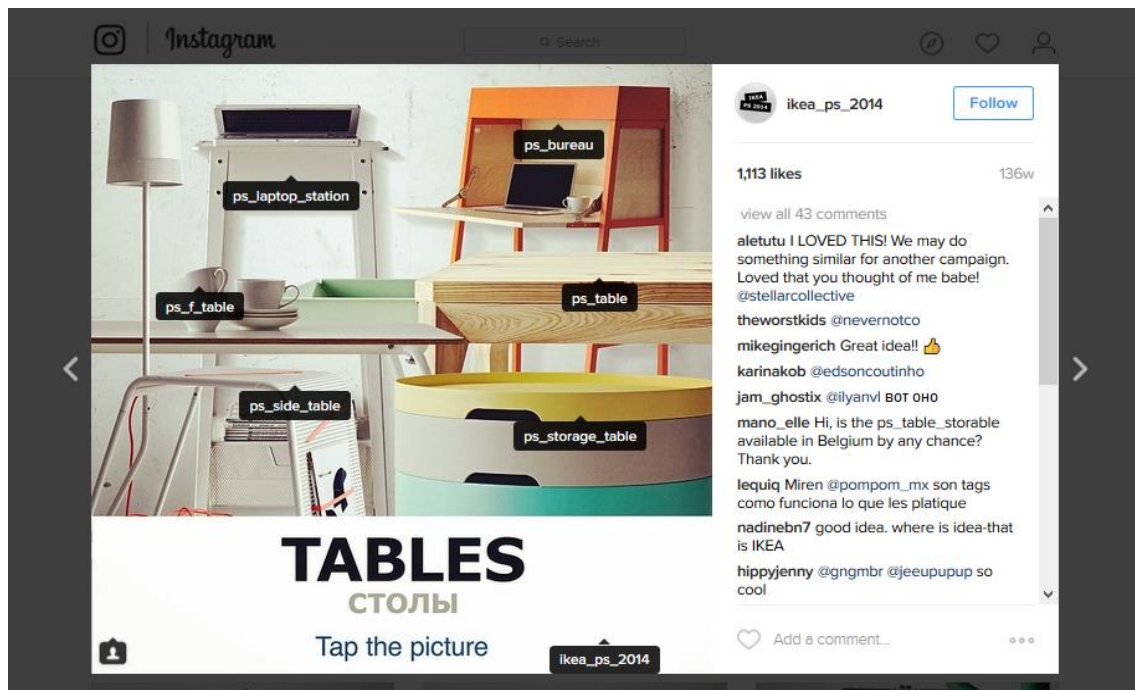 Instagram
Search
ps_bureau
ps_laptop_station
ps_f_table
ps_table
ps_side_table
ps_storage_table
TABLES
СТОЛЫ
Tap the picture
ikea_ps_2014
IKEA
PS 2014
ikea_ps_2014
Follow
1,113 likes
136w
view all 43 comments
aletutu I LOVED THIS! We may do
something similar for another campaign.
Loved that you thought of me babe!
@stellarcollective
theworstkids @nevernotco
mikegingerich Great idea!! 👍
karinakob @edsoncoutinho
jam_ghostix @ilyanvl вот оно
mano_elle Hi, is the ps_table_storable
available in Belgium by any chance?
Thank you.
lequiq Miren @pompom_mx son tags
como funciona lo que les platique
nadinebn7 good idea. where is idea-that
is IKEA
hippyjenny @gngmbr @jeeupupup so
cool
Add a comment...